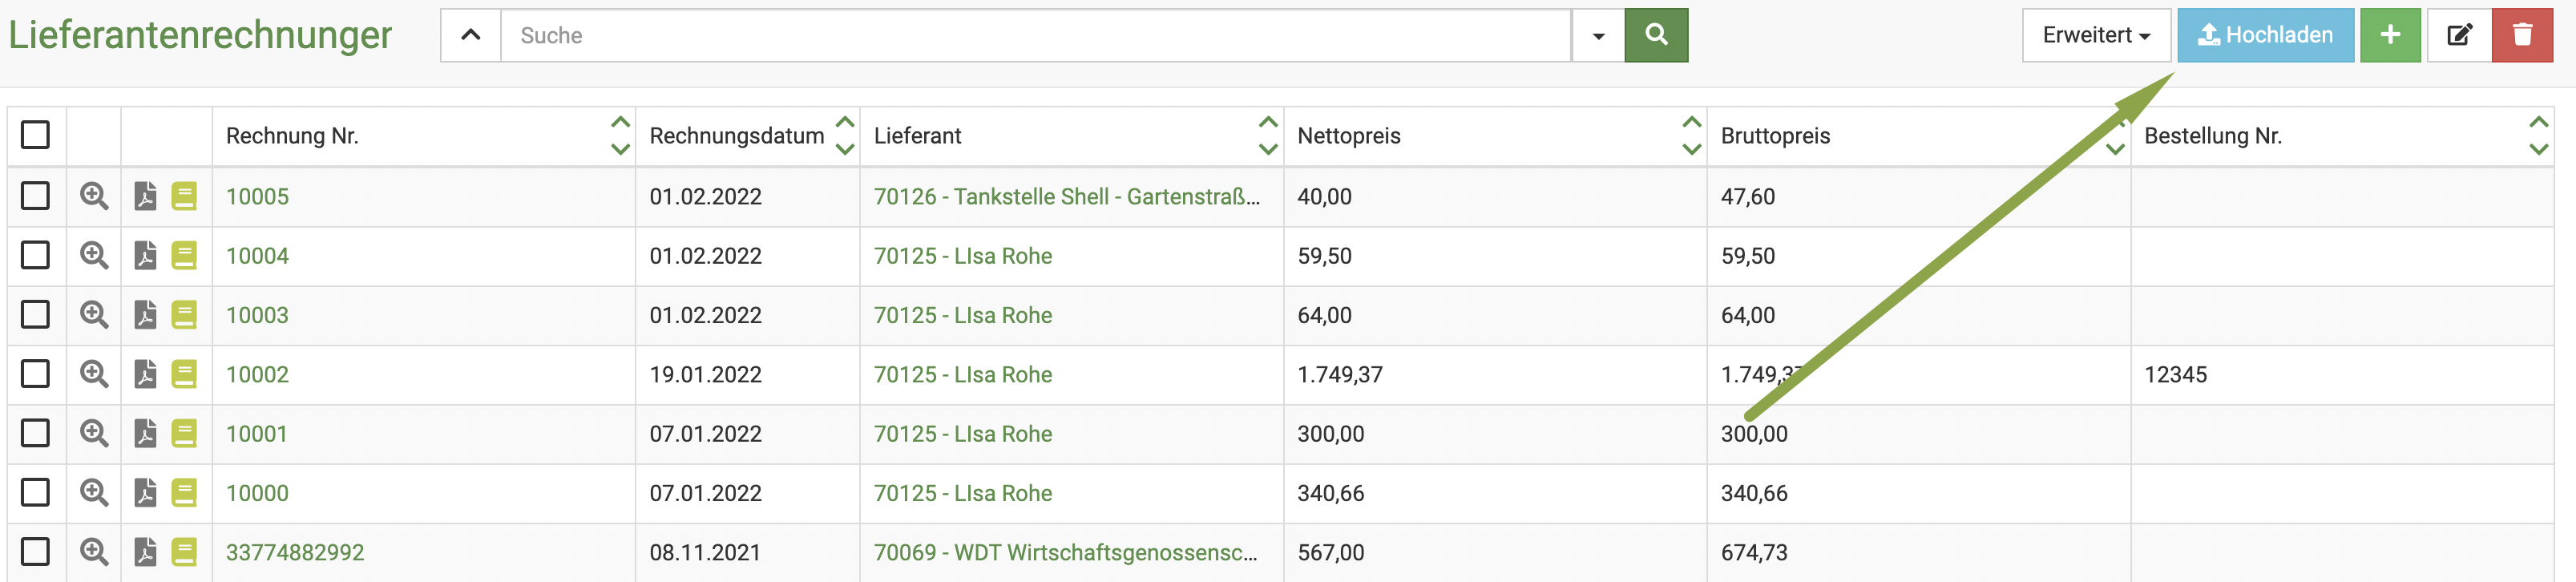 Lieferantenrechnunger Suche Erweitert Hochladen
Rechnung Nr. Rechnungsdatum Lieferant Nettopreis Bruttopreis Bestellung Nr.
10005 01.02.2022 70126 - Tankstelle Shell - Gartenstraß... 40,00 47,60
10004 01.02.2022 70125 - LIsa Rohe 59,50 59,50
10003 01.02.2022 70125 - LIsa Rohe 64,00 64,00
10002 19.01.2022 70125 - LIsa Rohe 1.749,37 1.749,37 12345
10001 07.01.2022 70125 - LIsa Rohe 300,00 300,00
10000 07.01.2022 70125 - LIsa Rohe 340,66 340,66
33774882992 08.11.2021 70069 - WDT Wirtschaftsgenossensc... 567,00 674,73